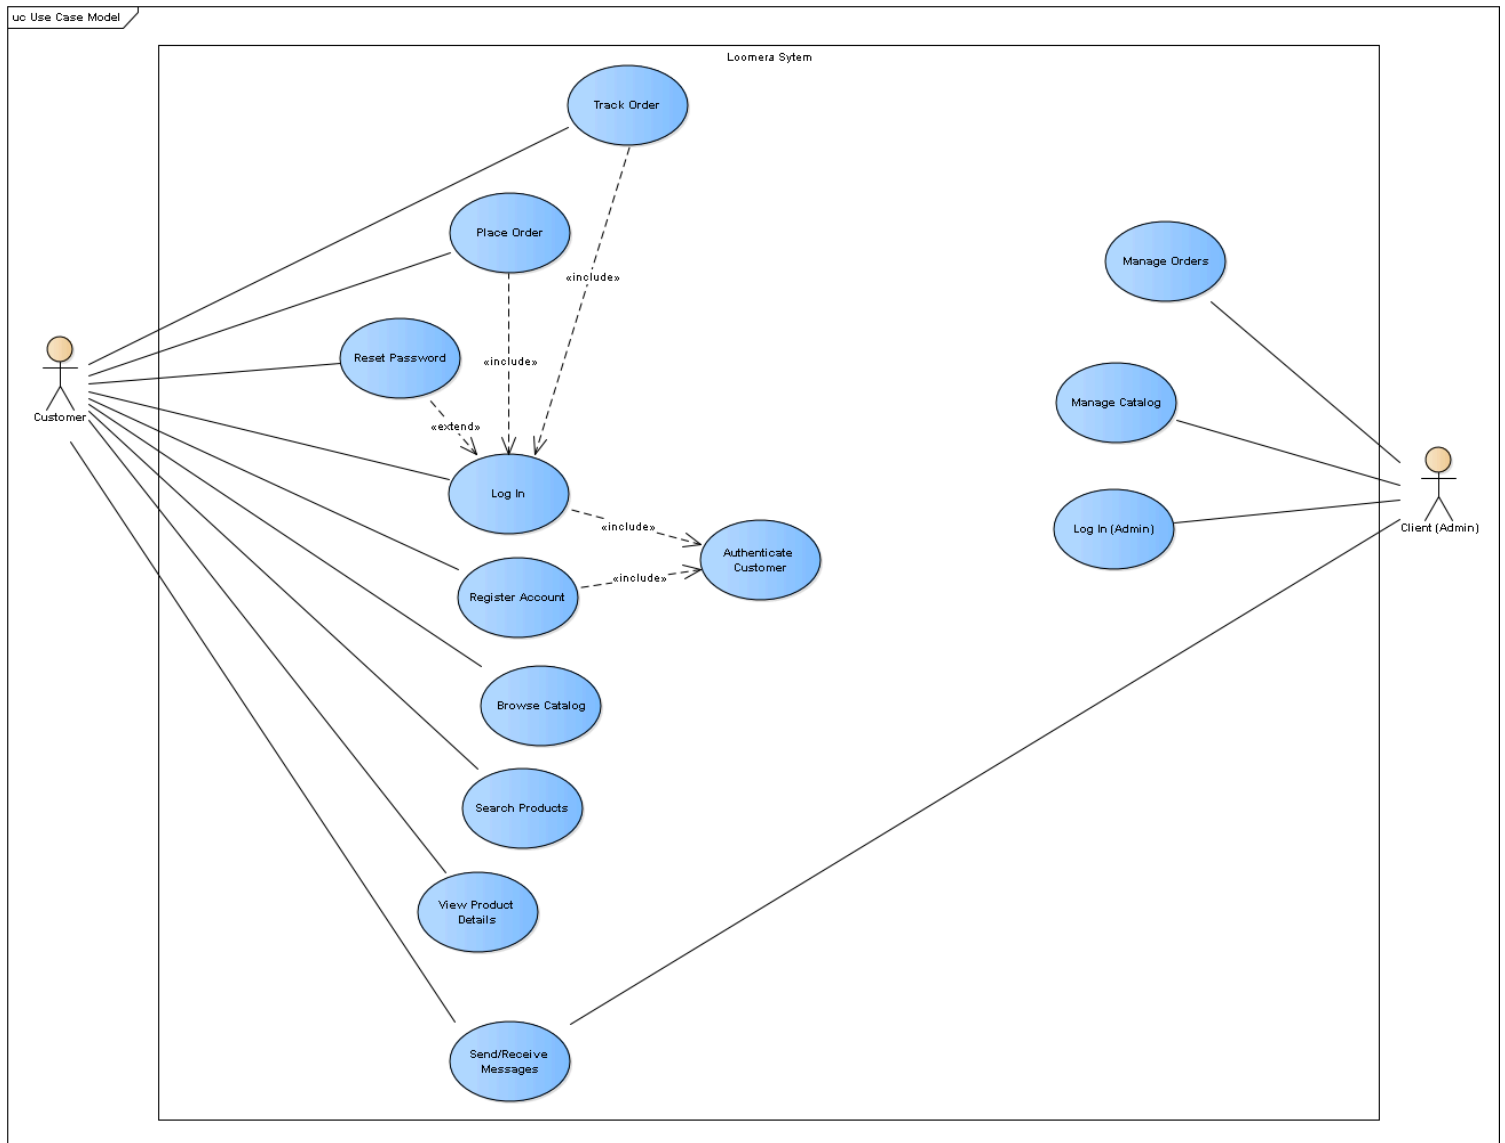 uc Use Case Model
Loomera Sytem
Track Order
Place Order
Manage Orders
«include»
Reset Password
«include»
Manage Catalog
Customer
«extend»
Log In
«include»
Log In (Admin)
Client (Admin)
Authenticate
Customer
«include»
Register Account
Browse Catalog
Search Products
View Product
Details
Send/Receive
Messages